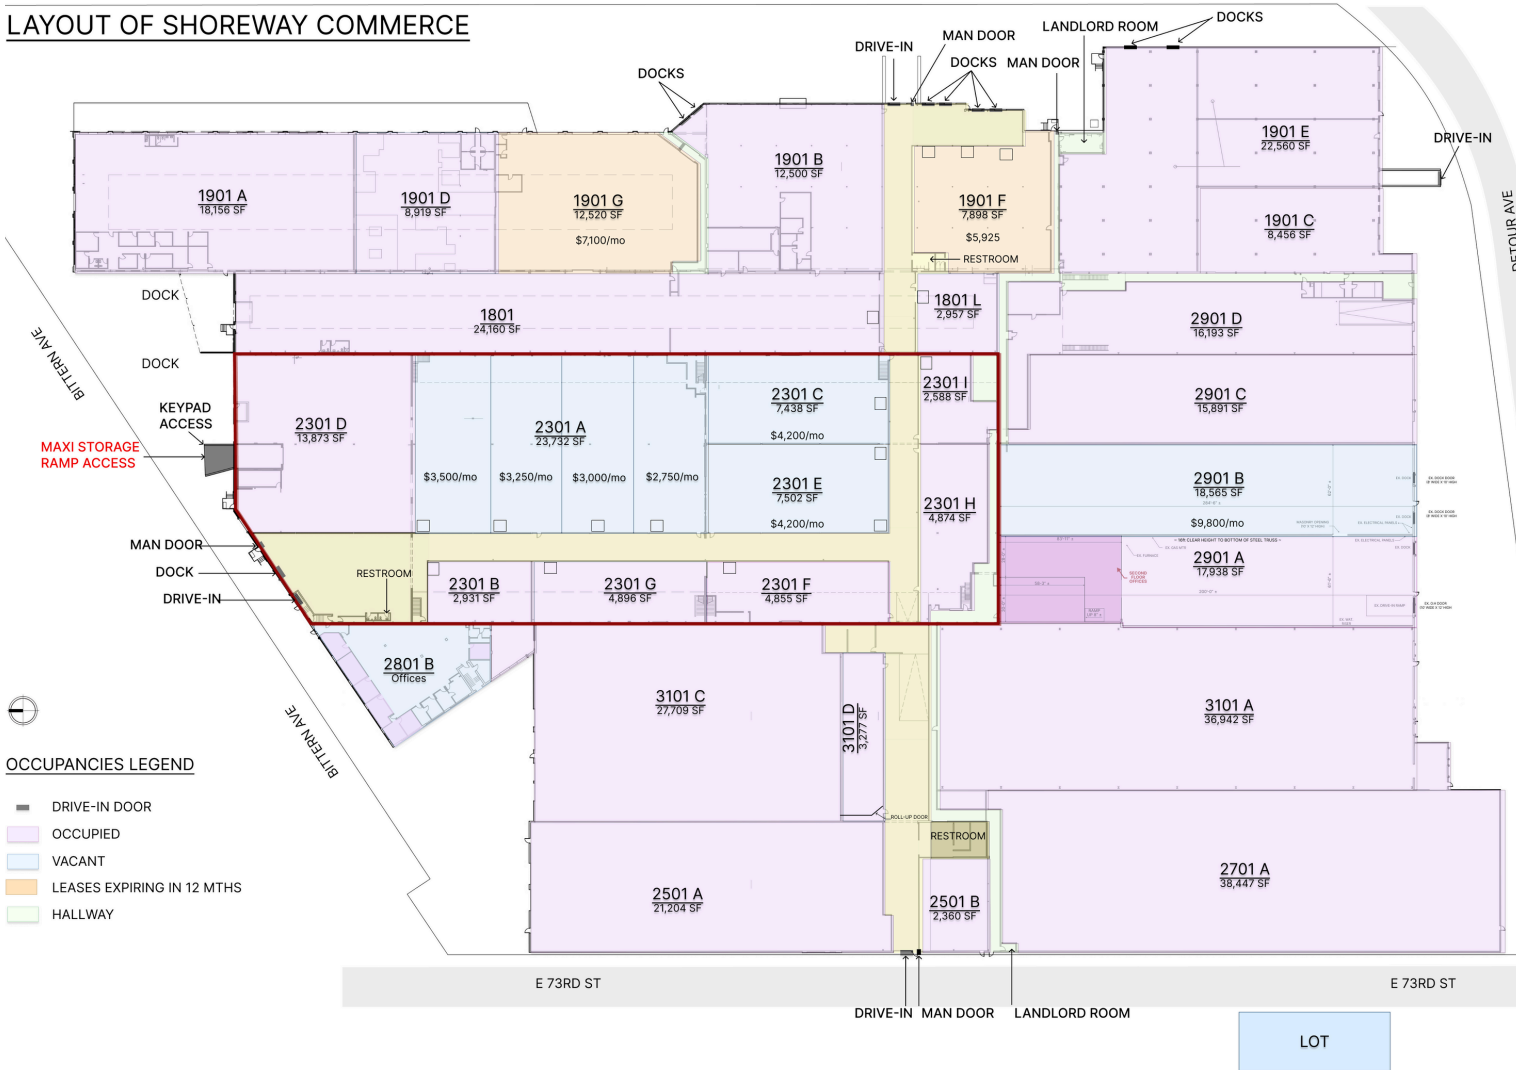 LAYOUT OF SHOREWAY COMMERCE
DOCKS
LANDLORD ROOM
MAN DOOR
DRIVE-IN
DOCKS
MAN DOOR
DOCKS
DRIVE-IN
DETOUR AVE
1901 A
18,156 SF
1901 D
8,919 SF
1901 G
12,520 SF
$7,100/mo
1901 B
12,500 SF
1901 F
7,898 SF
$5,925
RESTROOM
1901 E
22,560 SF
1901 C
8,456 SF
DOCK
1801
24,160 SF
1801 L
2,957 SF
2901 D
16,193 SF
BITTERN AVE
DOCK
KEYPAD
ACCESS
MAXI STORAGE
RAMP ACCESS
2301 D
13,873 SF
2301 A
23,732 SF
$3,500/mo
$3,250/mo
$3,000/mo
$2,750/mo
2301 C
7,438 SF
$4,200/mo
2301 E
7,502 SF
$4,200/mo
2301 I
2,588 SF
2301 H
4,874 SF
2901 C
15,891 SF
2901 B
18,565 SF
$9,800/mo
2901 A
17,938 SF
SECOND
FLOOR
OFFICES
MAN DOOR
DOCK
DRIVE-IN
RESTROOM
2301 B
2,931 SF
2301 G
4,896 SF
2301 F
4,855 SF
2801 B
Offices
BITTERN AVE
3101 C
27,709 SF
3101 D
3,277 SF
3101 A
36,942 SF
ROLL-UP DOOR
RESTROOM
2501 A
21,204 SF
2501 B
2,360 SF
2701 A
38,447 SF
OCCUPANCIES LEGEND
DRIVE-IN DOOR
OCCUPIED
VACANT
LEASES EXPIRING IN 12 MTHS
HALLWAY
E 73RD ST
E 73RD ST
DRIVE-IN
MAN DOOR
LANDLORD ROOM
LOT